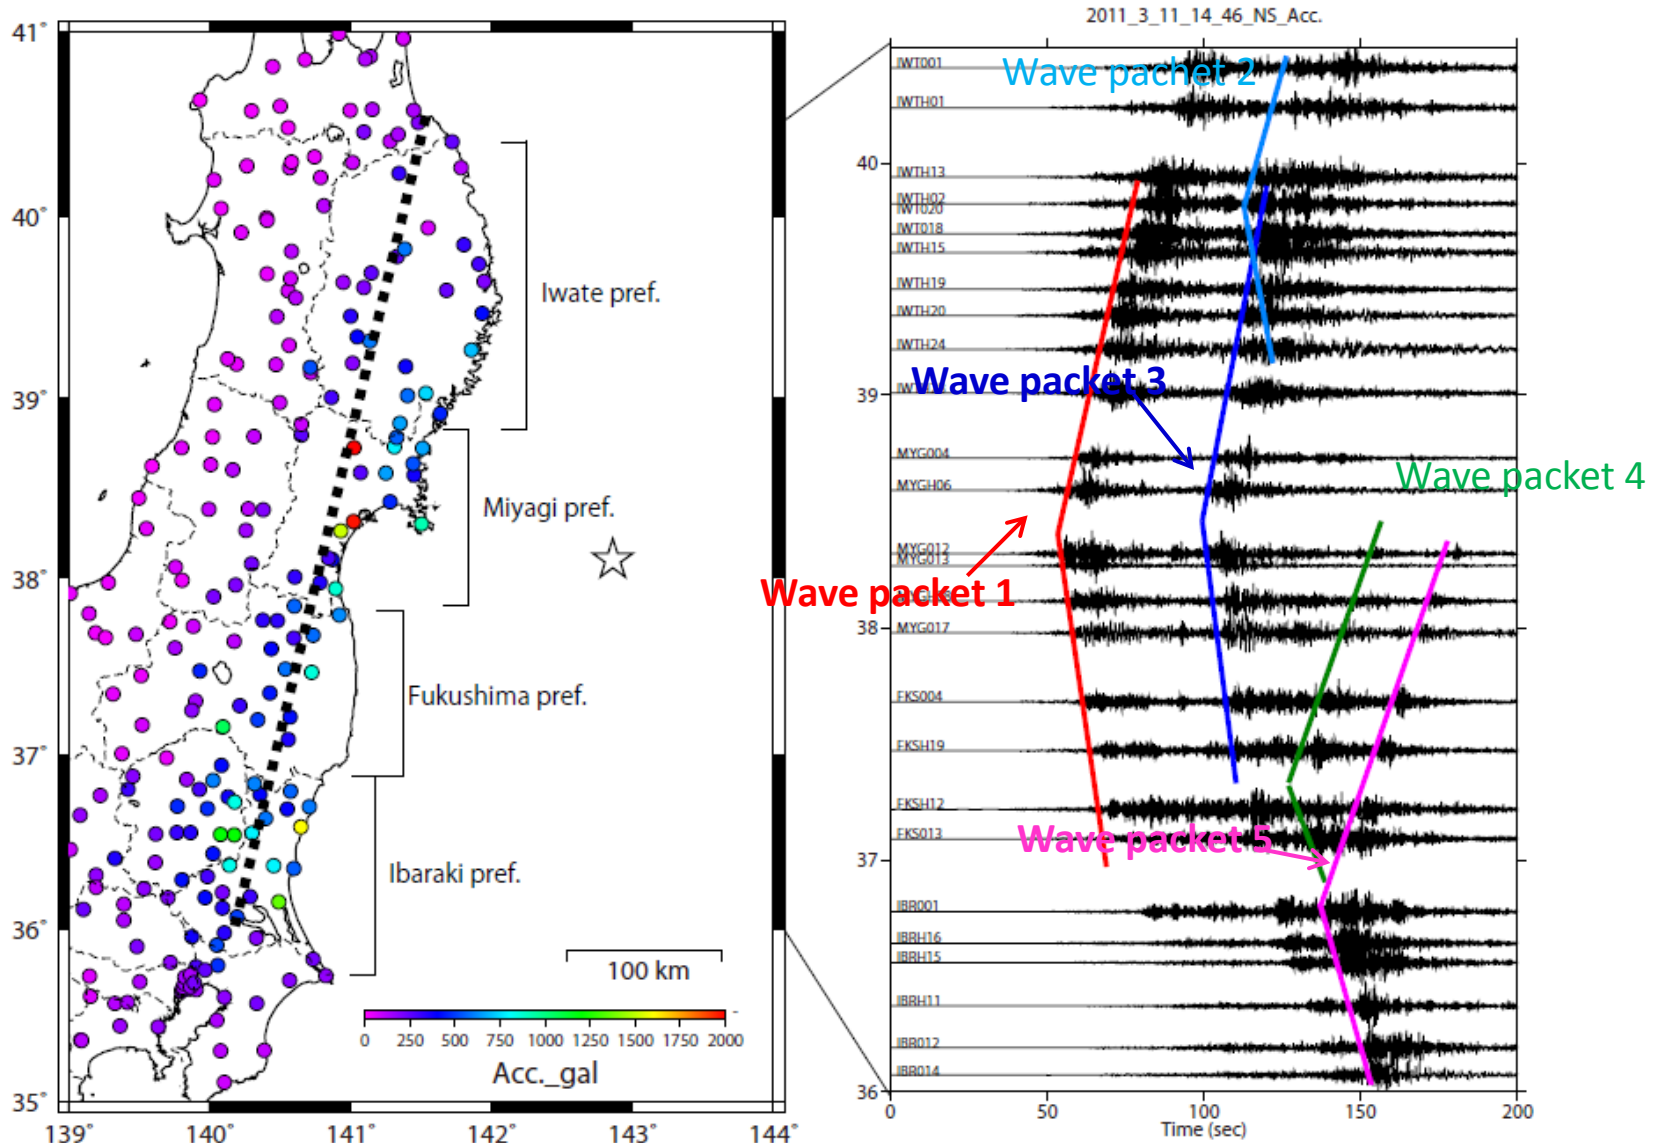 2011_3_11_14_46_NS_Acc.
41°
40°
39°
38°
37°
36°
35°
139°
140°
141°
142°
143°
144°
Iwate pref.
Miyagi pref.
Fukushima pref.
Ibaraki pref.
100 km
0 250 500 750 1000 1250 1500 1750 2000
Acc._gal
Wave pachet 2
Wave packet 3
Wave packet 4
Wave packet 1
Wave packet 5
IWT001
IWTH01
IWTH13
IWTH02
IWT020
IWT018
IWTH15
IWTH19
IWTH20
IWTH24
MYG004
MYGH06
MYG012
MYG013
MYG017
FKS004
FKSH19
FKSH12
FKS013
IBR001
IBRH16
IBRH15
IBRH11
IBR012
IBR014
40
39
38
37
36
0 50 100 150 200
Time (sec)